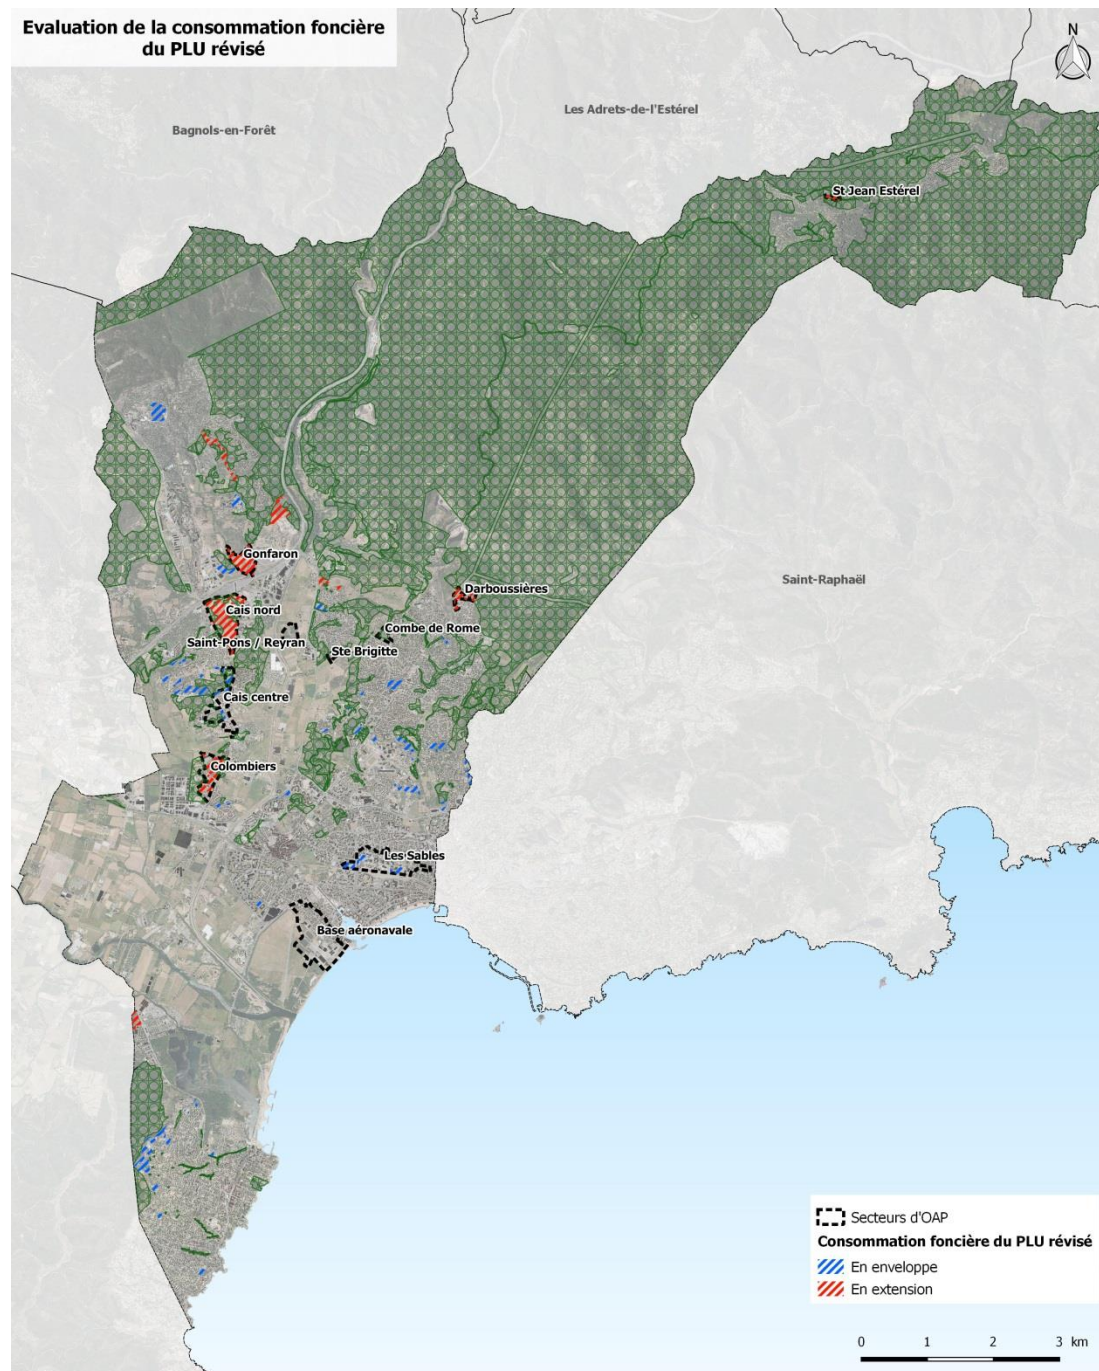 Evaluation de la consommation foncière
du PLU révisé
N
Les Adrets-de-l'Estérel
Bagnols-en-Forêt
St Jean Estérel
Gonfaron
Saint-Raphaël
Darboussières
Cais nord
Combe de Rome
Saint-Pons / Reyran
Ste Brigitte
Cais centre
Colombiers
Les Sables
Base aéronavale
Secteurs d'OAP
Consommation foncière du PLU révisé
En enveloppe
En extension
0 1 2 3 km